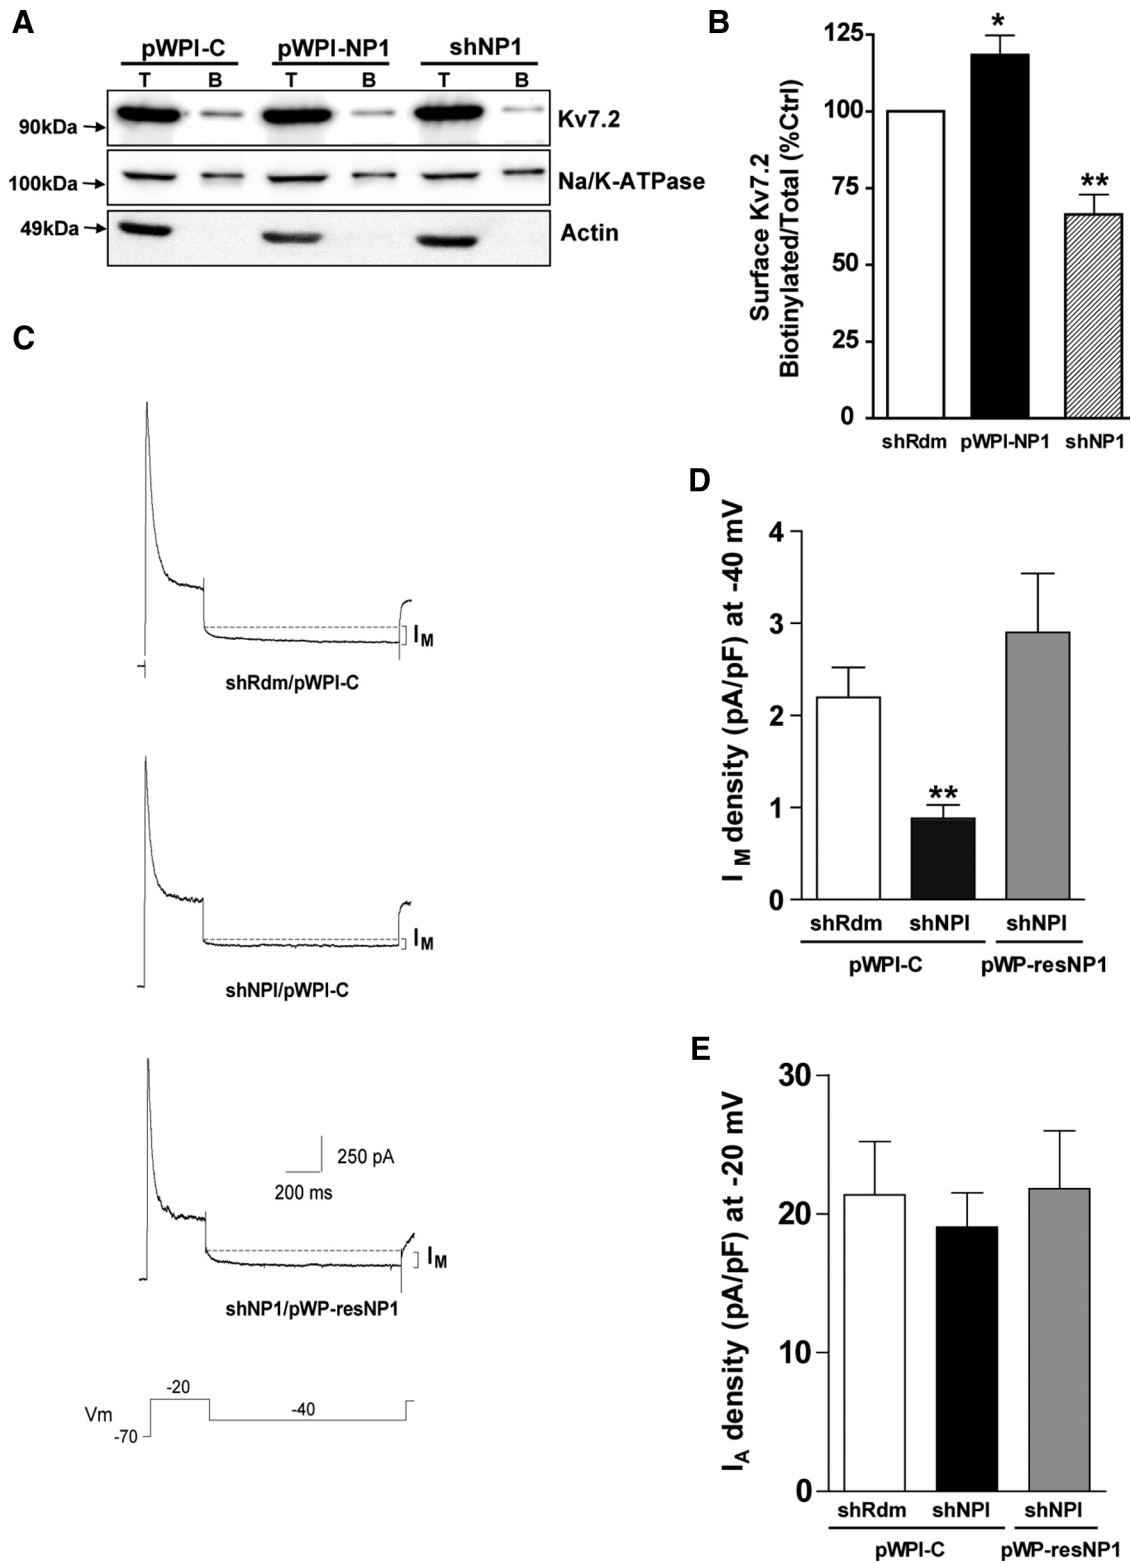 A
pWPI-C pWPI-NP1 shNP1
T B T B T B
90kDa
Kv7.2
100kDa
Na/K-ATPase
49kDa
Actin
B
Surface Kv7.2
Biotinylated/Total (%Ctrl)
125
100
75
50
25
0
*
**
shRdm pWPI-NP1 shNP1
C
IM
shRdm/pWPI-C
IM
shNPI/pWPI-C
250 pA
200 ms
IM
shNP1/pWP-resNP1
Vm
-70
-20
-40
D
IM density (pA/pF) at -40 mV
4
3
2
1
0
**
shRdm shNPI shNPI
pWPI-C pWP-resNP1
E
IA density (pA/pF) at -20 mV
30
20
10
0
shRdm shNPI shNPI
pWPI-C pWP-resNP1